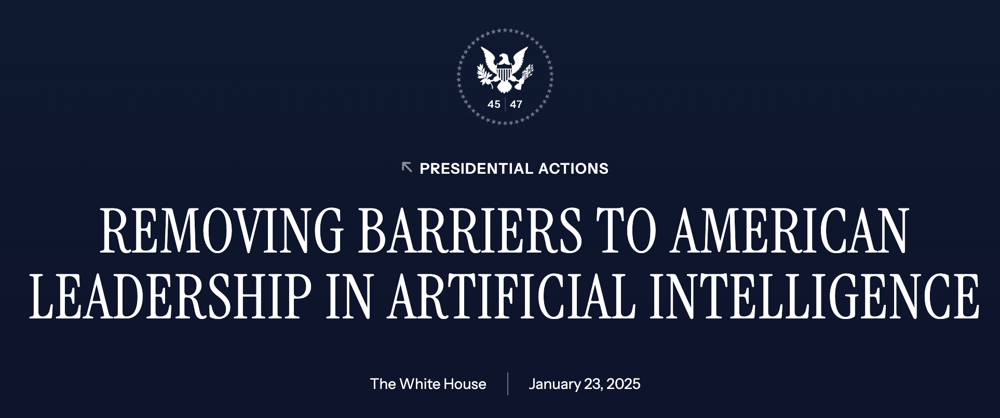 45 | 47
PRESIDENTIAL ACTIONS
REMOVING BARRIERS TO AMERICAN
LEADERSHIP IN ARTIFICIAL INTELLIGENCE
The White House | January 23, 2025